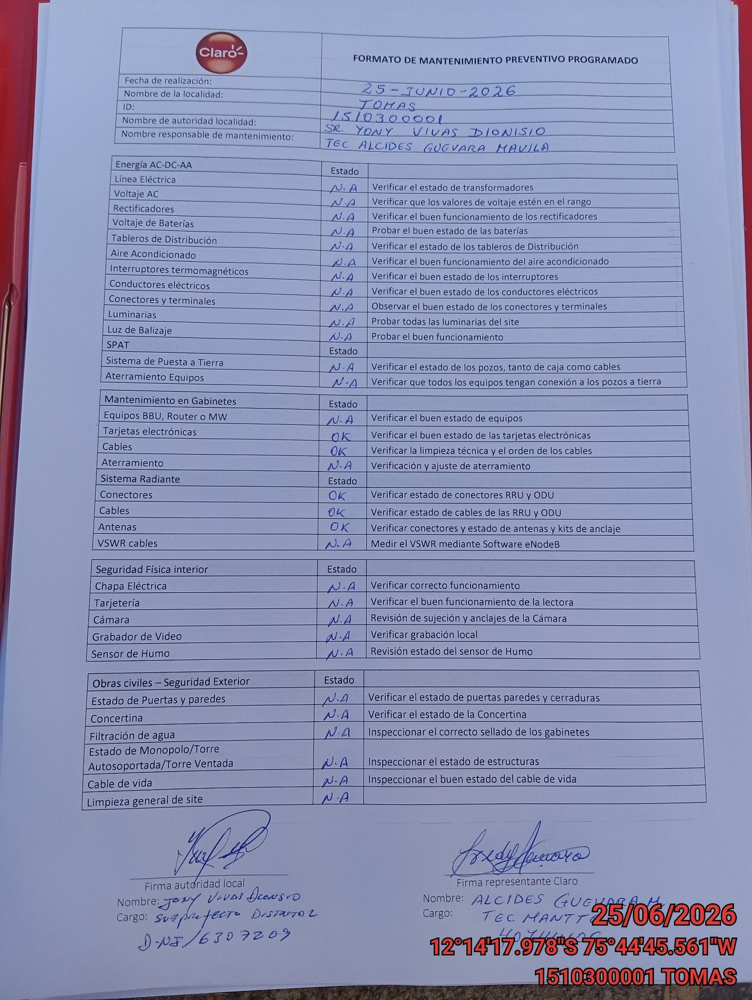 Claro
FORMATO DE MANTENIMIENTO PREVENTIVO PROGRAMADO
Fecha de realización: 25-JUNIO-2026
Nombre de la localidad: TOMAS
ID: 1510300001
Nombre de autoridad localidad: SR. YONY VIVAS DIONISIO
Nombre responsable de mantenimiento: TEC. ALCIDES GUEVARA MAVILA
Energía AC-DC-AA Estado
Línea Eléctrica N.A Verificar el estado de transformadores
Voltaje AC N.A Verificar que los valores de voltaje estén en el rango
Rectificadores N.A Verificar el buen funcionamiento de los rectificadores
Voltaje de Baterías N.A Probar el buen estado de las baterías
Tableros de Distribución N.A Verificar el estado de los tableros de Distribución
Aire Acondicionado N.A Verificar el buen funcionamiento del aire acondicionado
Interruptores termomagnéticos N.A Verificar el buen estado de los interruptores
Conductores eléctricos N.A Verificar el buen estado de los conductores eléctricos
Conectores y terminales N.A Observar el buen estado de los conectores y terminales
Luminarias N.A Probar todas las luminarias del site
Luz de Balizaje N.A Probar el buen funcionamiento
SPAT Estado
Sistema de Puesta a Tierra N.A Verificar el estado de los pozos, tanto de caja como cables
Aterramiento Equipos N.A Verificar que todos los equipos tengan conexión a los pozos a tierra
Mantenimiento en Gabinetes Estado
Equipos BBU, Router o MW N.A Verificar el buen estado de equipos
Tarjetas electrónicas OK Verificar el buen estado de las tarjetas electrónicas
Cables OK Verificar la limpieza técnica y el orden de los cables
Aterramiento N.A Verificación y ajuste de aterramiento
Sistema Radiante Estado
Conectores OK Verificar estado de conectores RRU y ODU
Cables OK Verificar estado de cables de las RRU y ODU
Antenas OK Verificar conectores y estado de antenas y kits de anclaje
VSWR cables N.A Medir el VSWR mediante Software eNodeB
Seguridad Física interior Estado
Chapa Eléctrica N.A Verificar correcto funcionamiento
Tarjetería N.A Verificar el buen funcionamiento de la lectora
Cámara N.A Revisión de sujeción y anclajes de la Cámara
Grabador de Video N.A Verificar grabación local
Sensor de Humo N.A Revisión estado del sensor de Humo
Obras civiles – Seguridad Exterior Estado
Estado de Puertas y paredes N.A Verificar el estado de puertas paredes y cerraduras
Concertina N.A Verificar el estado de la Concertina
Filtración de agua N.A Inspeccionar el correcto sellado de los gabinetes
Estado de Monopolo/Torre
Autosoportada/Torre Ventada N.A Inspeccionar el estado de estructuras
Cable de vida N.A Inspeccionar el buen estado del cable de vida
Limpieza general de site N.A
Firma autoridad local Firma representante Claro
Nombre: YONY VIVAS Nombre: ALCIDES GUEVARA M.
Cargo: Cargo: TEC. MANTTO
D-NI/6307209
25/06/2026
12°14'17.978"S 75°44'45.561"W
1510300001 TOMAS